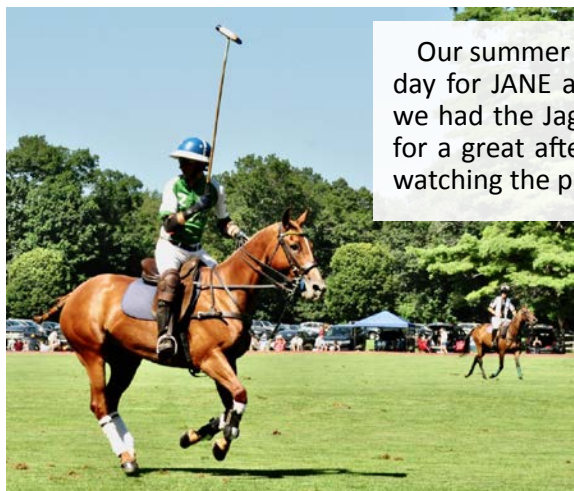 Our summer
day for JANE a
we had the Jag
for a great afte
watching the p